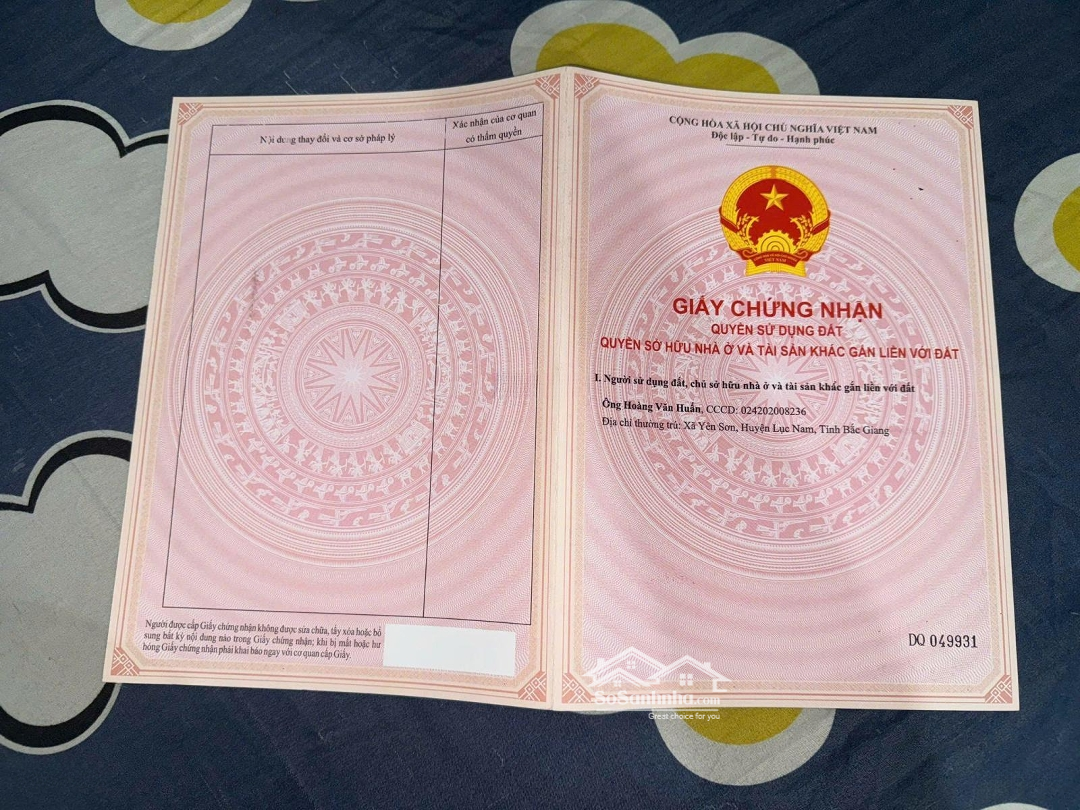 Nội dung thay đổi và cơ sở pháp lý
Xác nhận của cơ quan
có thẩm quyền
Người được cấp Giấy chứng nhận không được sửa chữa, tẩy xóa hoặc bổ
sung bất kỳ nội dung nào trong Giấy chứng nhận; khi bị mất hoặc hư
hỏng Giấy chứng nhận phải khai báo ngay với cơ quan cấp Giấy.
CỘNG HÒA XÃ HỘI CHỦ NGHĨA VIỆT NAM
Độc lập - Tự do - Hạnh phúc
VIỆT NAM
GIẤY CHỨNG NHẬN
QUYỀN SỬ DỤNG ĐẤT
QUYỀN SỞ HỮU NHÀ Ở VÀ TÀI SẢN KHÁC GẮN LIỀN VỚI ĐẤT
I. Người sử dụng đất, chủ sở hữu nhà ở và tài sản khác gắn liền với đất
Ông Hoàng Văn Huấn, CCCD: 024202008236
Địa chỉ thường trú: Xã Yên Sơn, Huyện Lục Nam, Tỉnh Bắc Giang
DQ 049931
SoSanhnha.com
Great choice for you